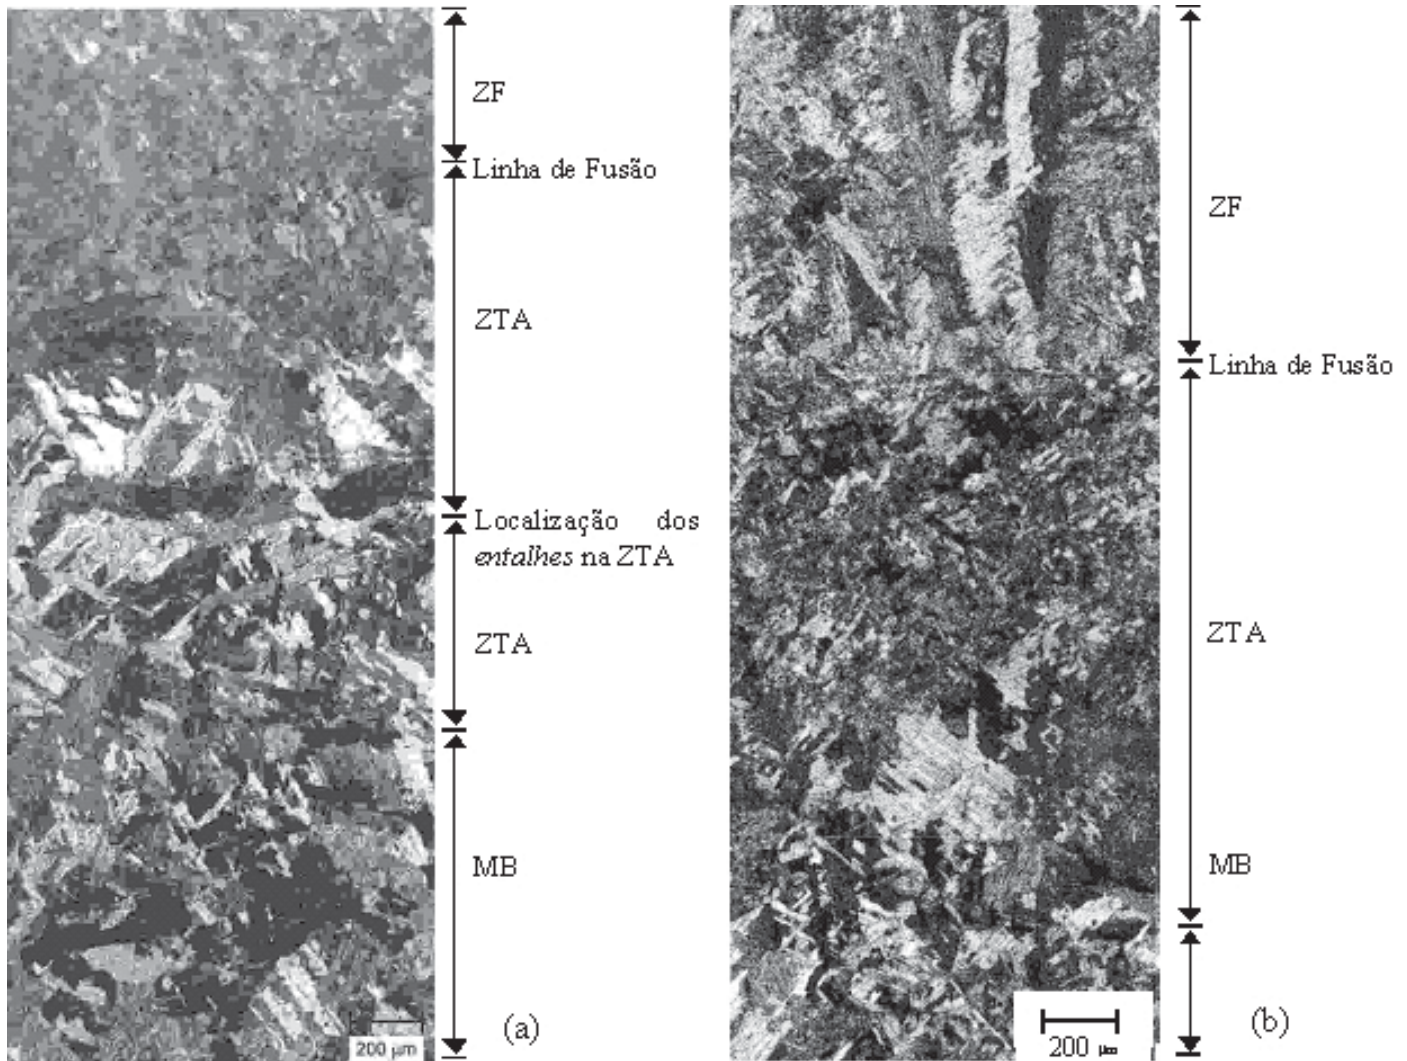 ZF
Linha de Fusão
ZTA
Localização dos
entalhes na ZTA
ZTA
MB
200 µm
(a)
ZF
Linha de Fusão
ZTA
MB
200 µm
(b)